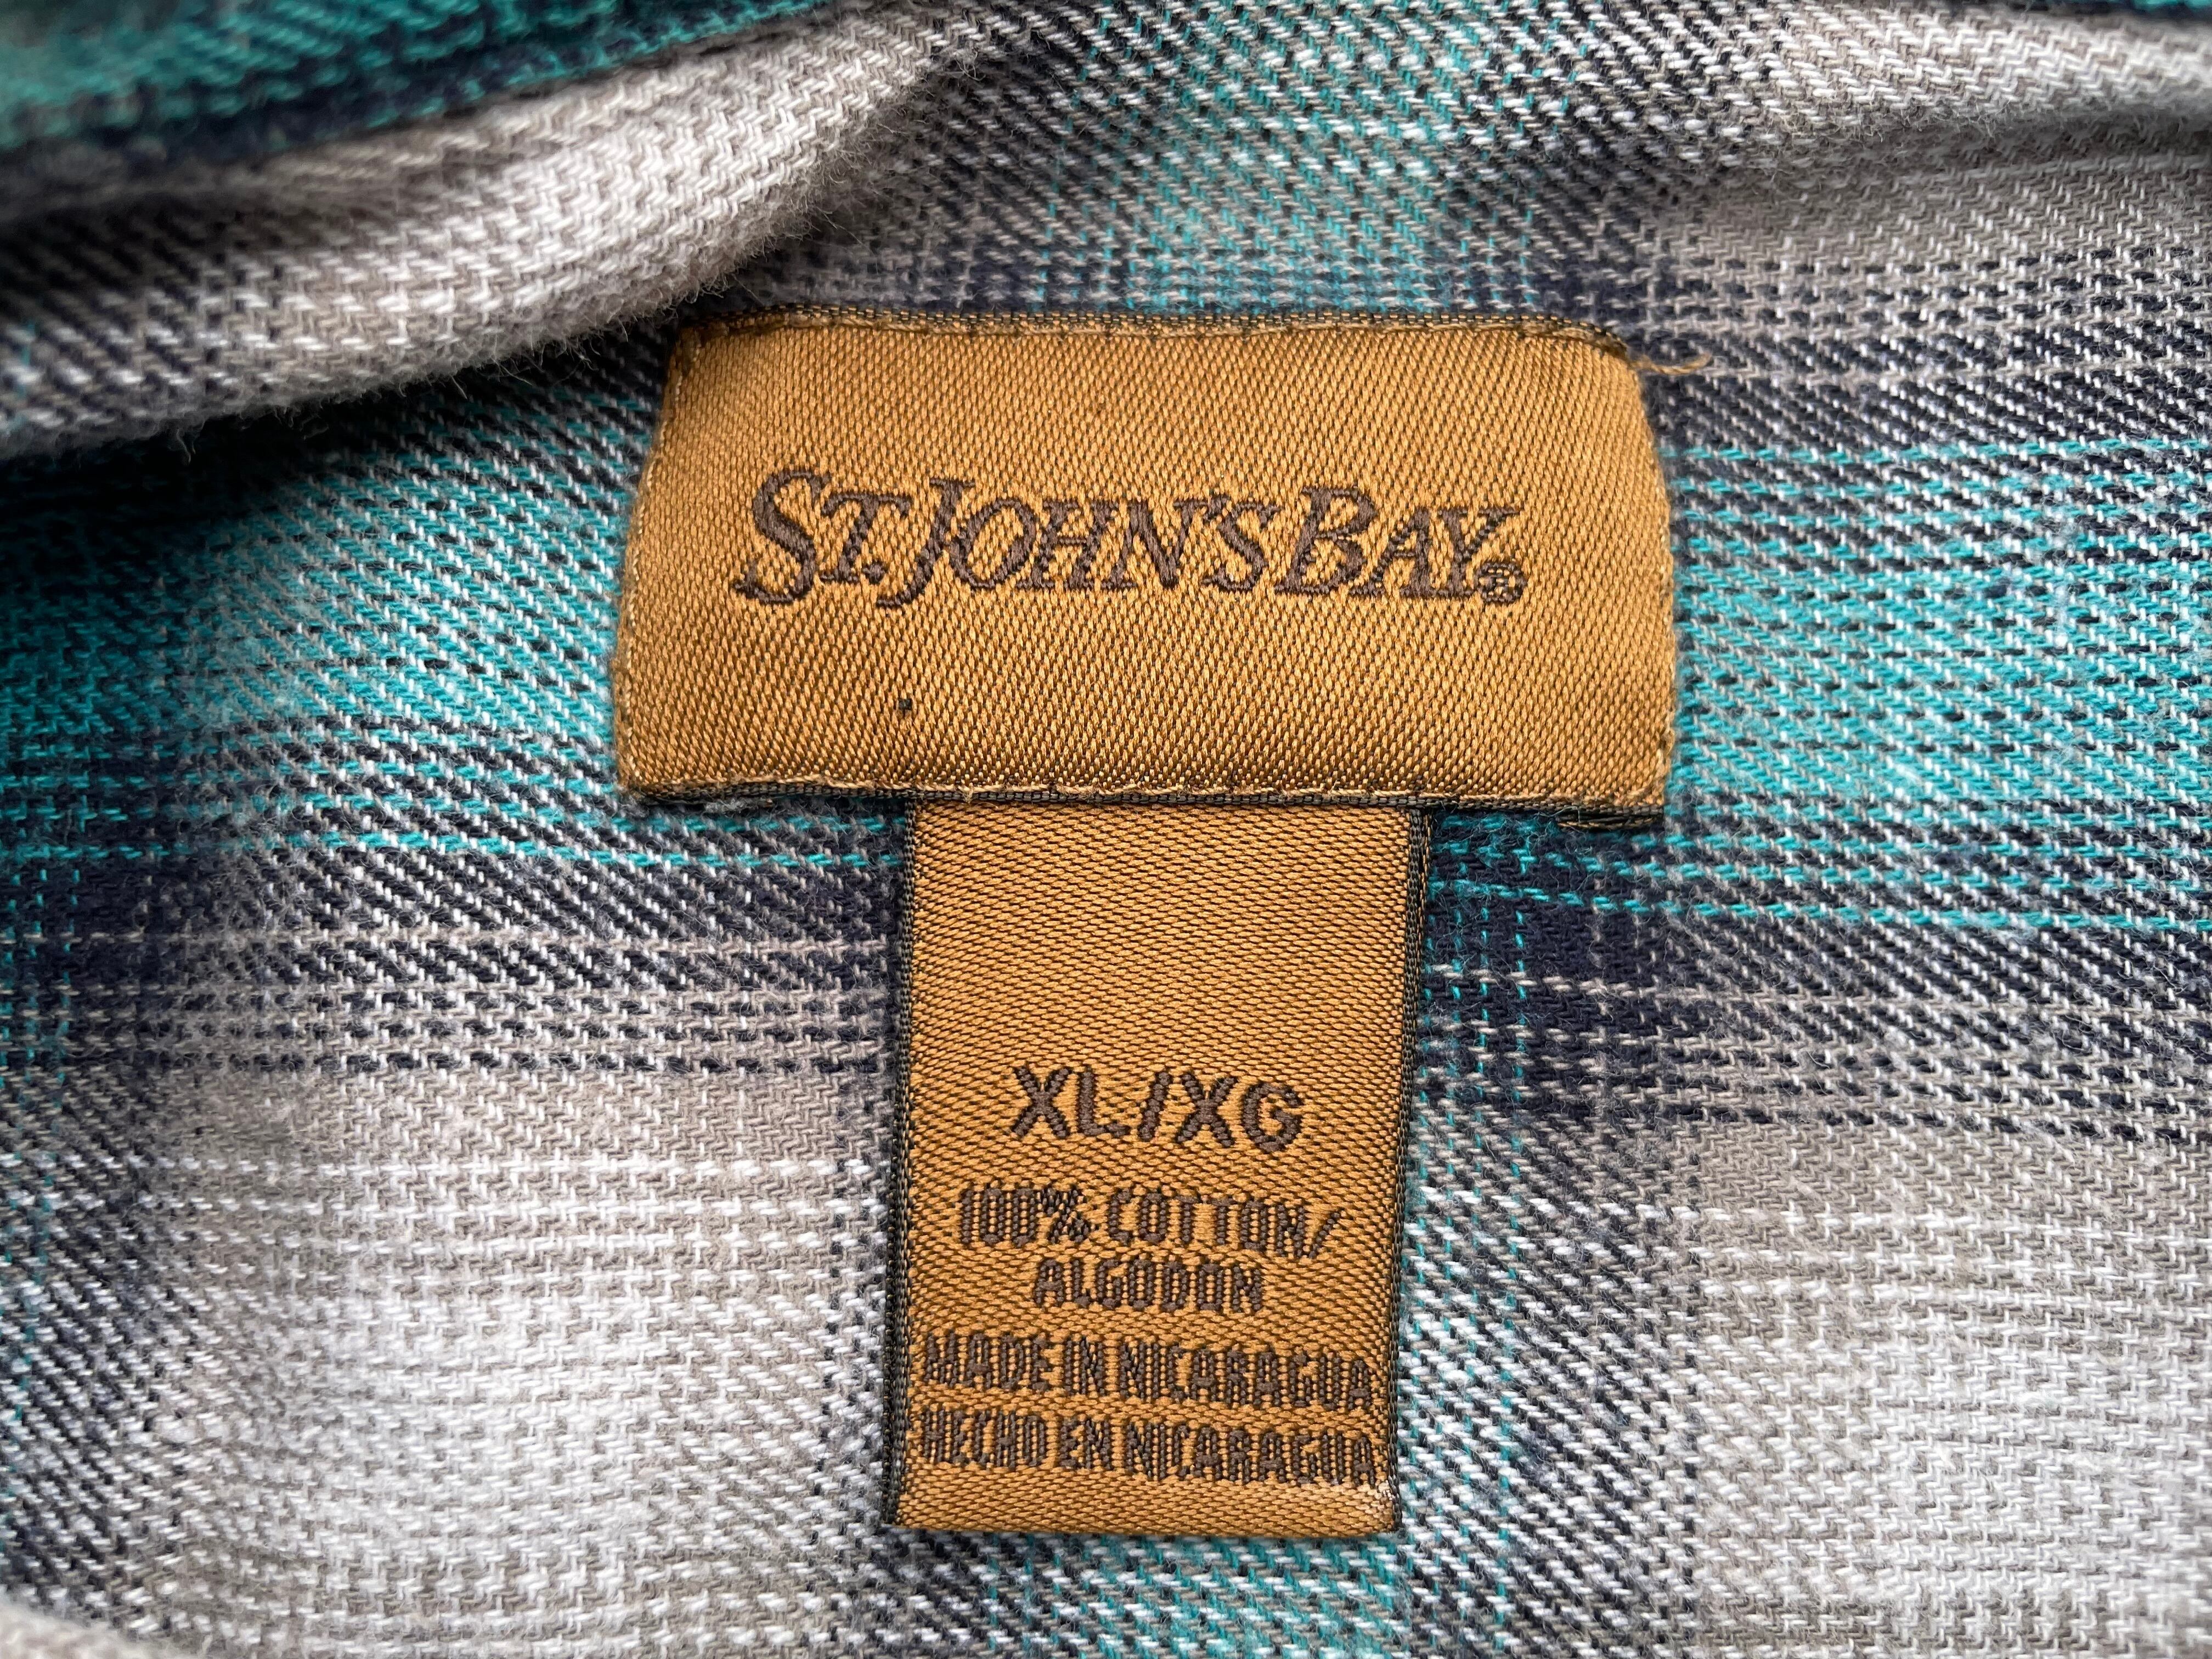 ST. JOHN'S BAY®
XL/XG
100% COTTON/
ALGODON
MADE IN NICARAGUA
HECHO EN NICARAGUA